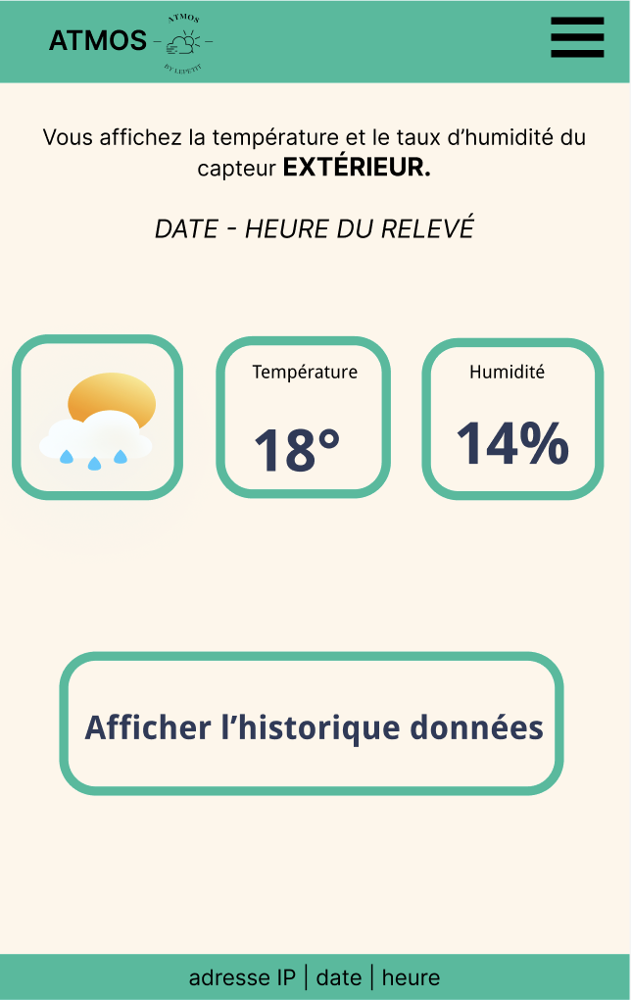 ATMOS
ATMOS
BY LEPETIT
Vous affichez la température et le taux d’humidité du
capteur EXTÉRIEUR.
DATE - HEURE DU RELEVÉ
Température
18°
Humidité
14%
Afficher l’historique données
adresse IP | date | heure